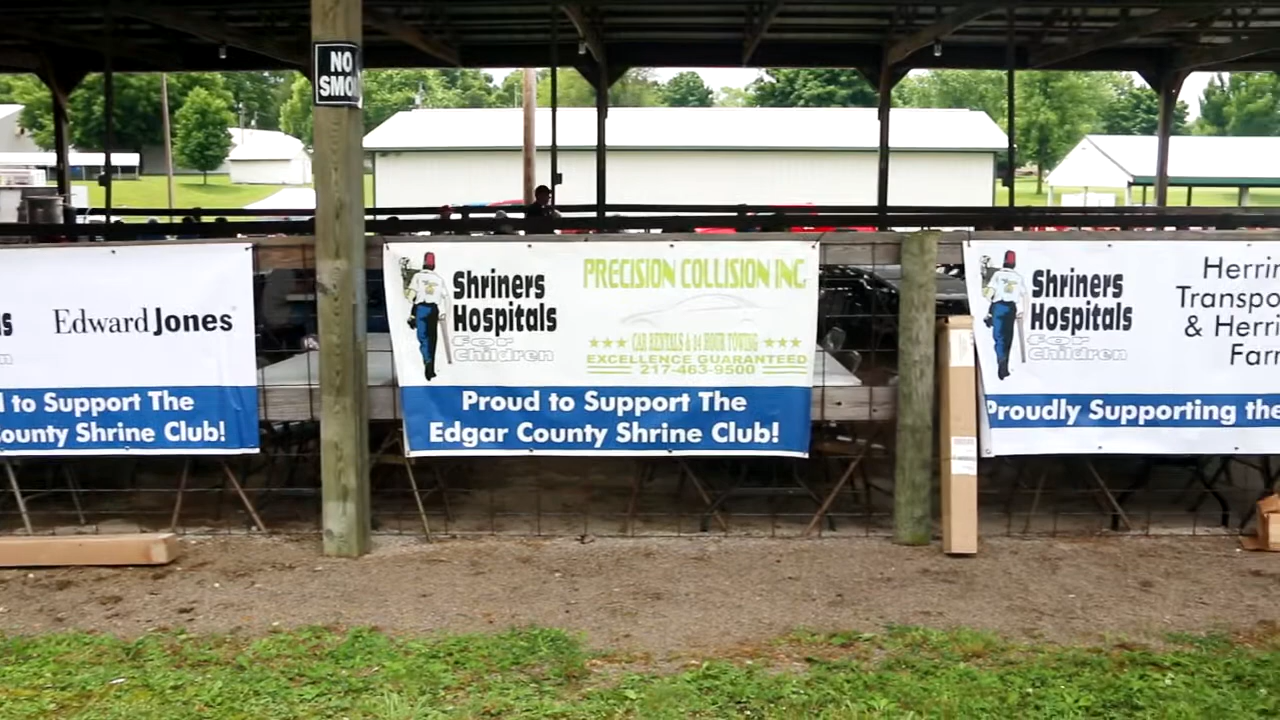 NO
SMO
Edward Jones
to Support The
County Shrine Club!
Shriners
Hospitals
for
Children
PRECISION COLLISION INC.
CAR RENTALS & 24 HOUR TOWING
EXCELLENCE GUARANTEED
217-463-9500
Proud to Support The
Edgar County Shrine Club!
Shriners
Hospitals
for
Children
Herrin
Transpo
& Herri
Farm
Proudly Supporting the